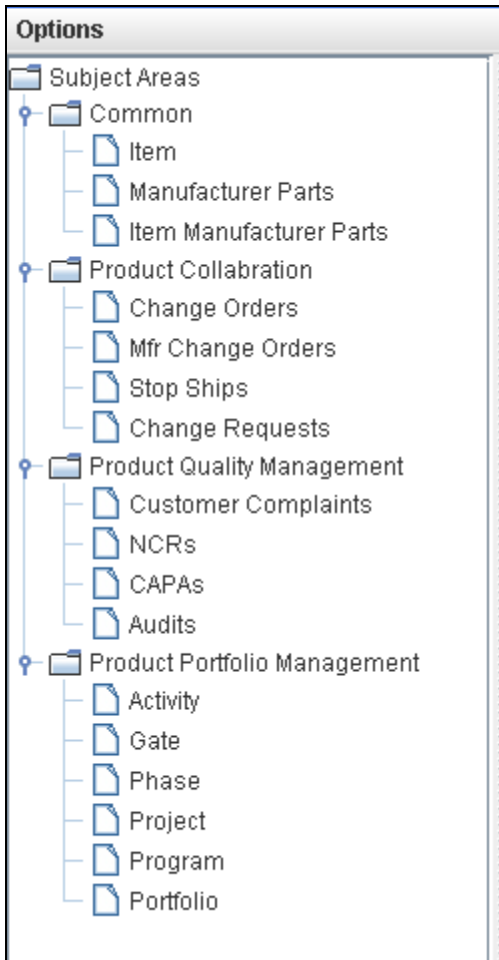 Options
Subject Areas
Common
Item
Manufacturer Parts
Item Manufacturer Parts
Product Collabration
Change Orders
Mfr Change Orders
Stop Ships
Change Requests
Product Quality Management
Customer Complaints
NCRs
CAPAs
Audits
Product Portfolio Management
Activity
Gate
Phase
Project
Program
Portfolio